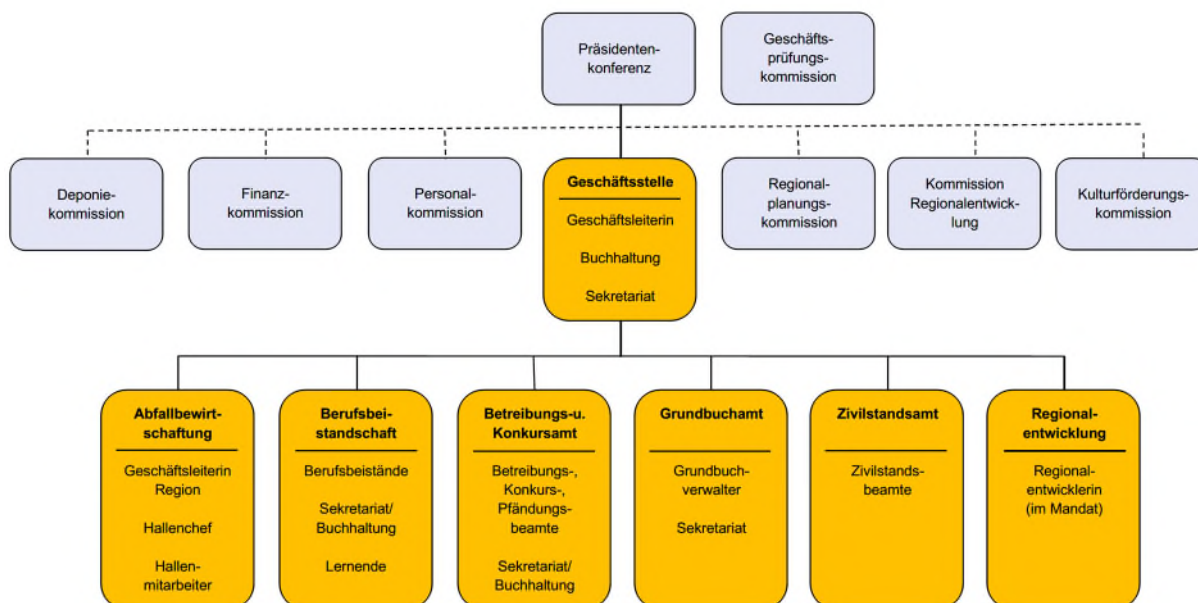 Präsidenten-
konferenz
Geschäfts-
prüfungs-
kommission
Deponie-
kommission
Finanz-
kommission
Personal-
kommission
Geschäftsstelle
Geschäftsleiterin
Buchhaltung
Sekretariat
Regional-
planungs-
kommission
Kommission
Regionalentwick-
lung
Kulturförderungs-
kommission
Abfallbewirt-
schaftung
Geschäftsleiterin
Region
Hallenchef
Hallen-
mitarbeiter
Berufsbei-
standschaft
Berufsbeistände
Sekretariat/
Buchhaltung
Lernende
Betreibungs-u.
Konkursamt
Betreibungs-,
Konkurs-,
Pfändungs-
beamte
Sekretariat/
Buchhaltung
Grundbuchamt
Grundbuch-
verwalter
Sekretariat
Zivilstandsamt
Zivilstands-
beamte
Regional-
entwicklung
Regional-
entwicklerin
(im Mandat)